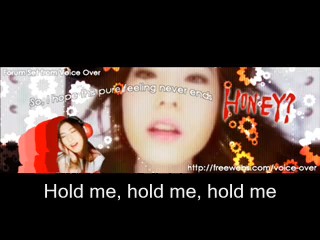 Forum Set from Voice Over
So, I hope this pure feeling never ends
HONEY?
http://freewebs.com/voice-over
Hold me, hold me, hold me